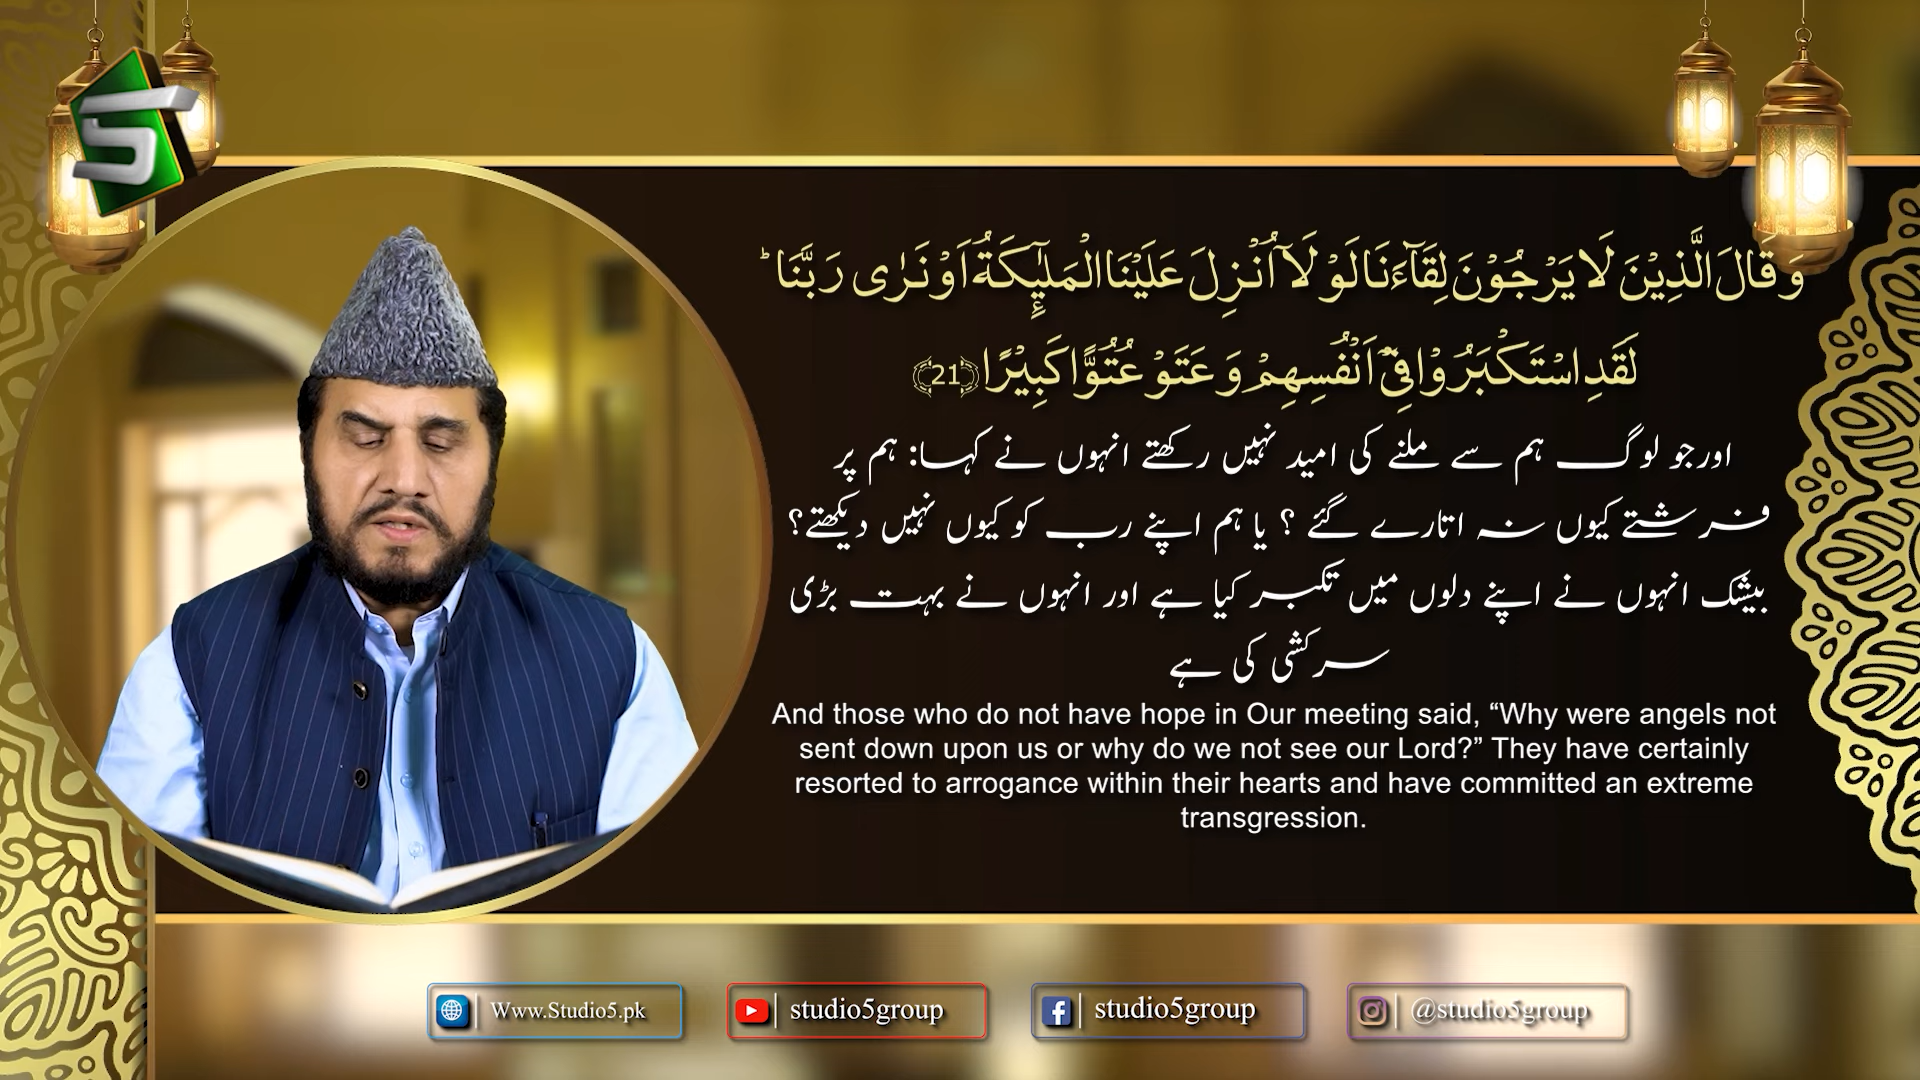 وَ قَالَ الَّذِیْنَ لَا یَرْجُوْنَ لِقَآءَنَا لَوْ لَاۤ اُنْزِلَ عَلَیْنَا الْمَلٰٓىٕكَةُ اَوْ نَرٰى رَبَّنَاؕ
لَقَدِ اسْتَكْبَرُوْا فِیْۤ اَنْفُسِهِمْ وَ عَتَوْ عُتُوًّا كَبِیْرًا ﴿21﴾
اورجو لوگ ہم سے ملنے کی امید نہیں رکھتے انہوں نے کہا: ہم پر
فرشتے کیوں نہ اتارے گئے ؟ یا ہم اپنے رب کو کیوں نہیں دیکھتے؟
بیشک انہوں نے اپنے دلوں میں تکبر کیا ہے اور انہوں نے بہت بڑی
سرکشی کی ہے
And those who do not have hope in Our meeting said, “Why were angels not
sent down upon us or why do we not see our Lord?” They have certainly
resorted to arrogance within their hearts and have committed an extreme
transgression.
Www.Studio5.pk
studio5group
studio5group
@studio5group